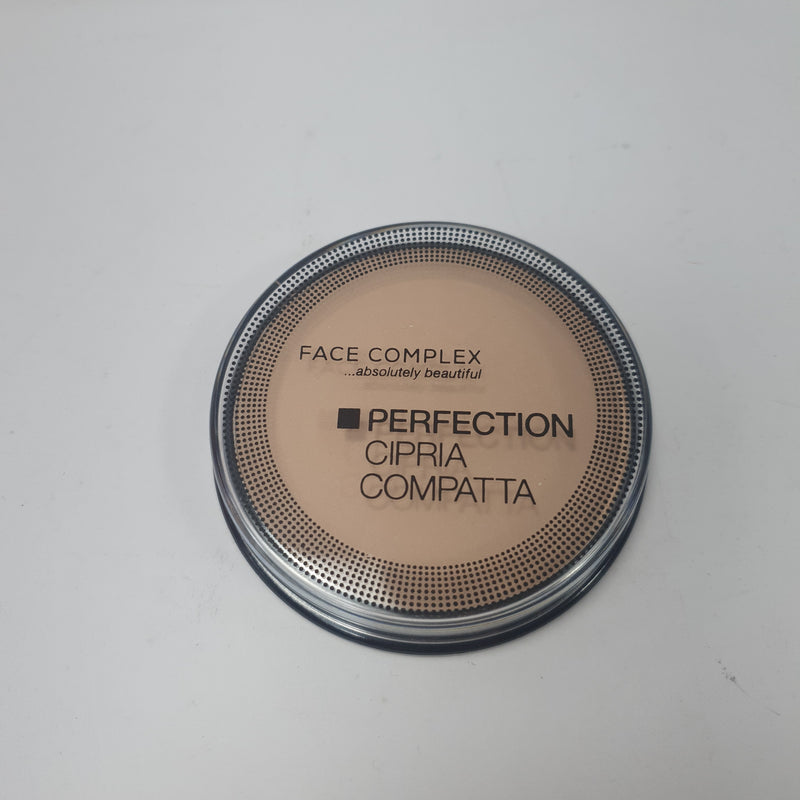 FACE COMPLEX
...absolutely beautiful
PERFECTION
CIPRIA
COMPATTA